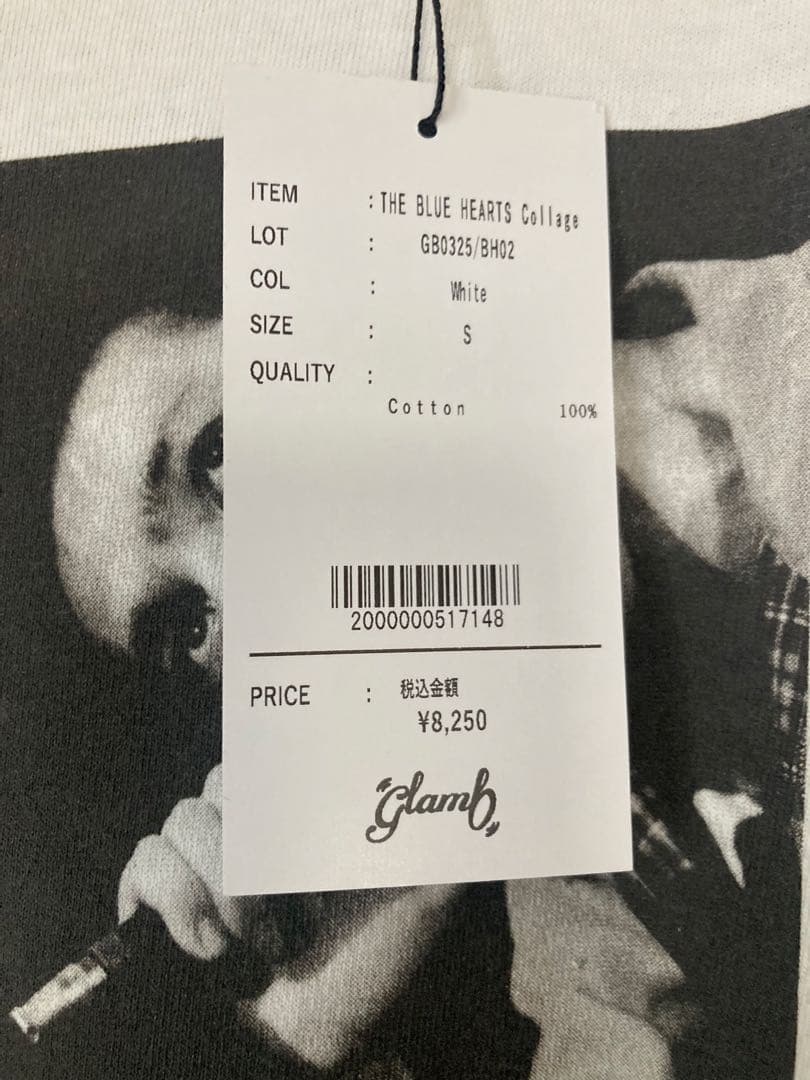 ITEM : THE BLUE HEARTS Collage
LOT : GB0325/BH02
COL : White
SIZE : S
QUALITY :
Cotton 100%
2000000517148
PRICE : 税込金額
¥8,250
glamb